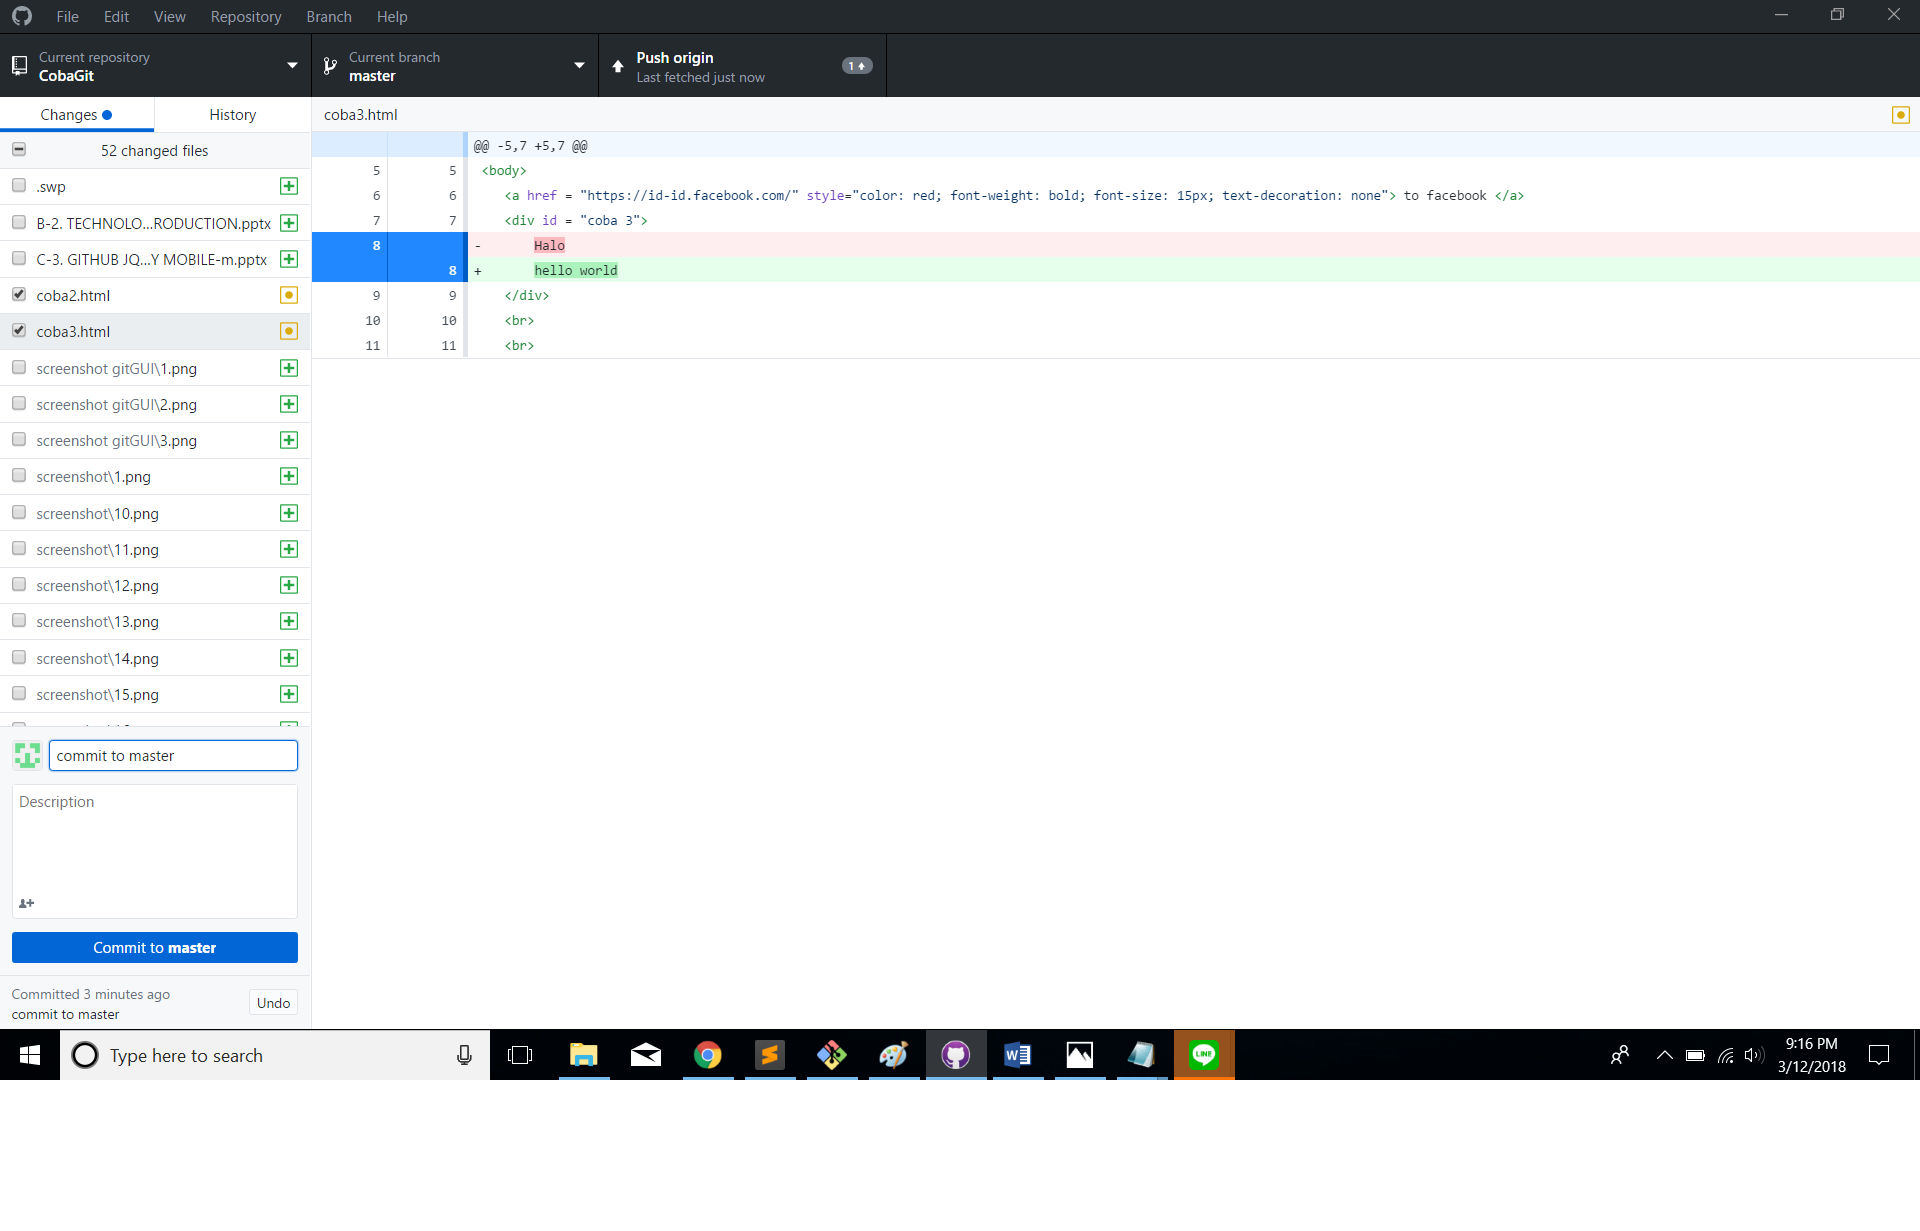 File Edit View Repository Branch Help
Current repository
CobaGit
Current branch
master
Push origin
Last fetched just now
1
Changes
History
52 changed files
.swp
B-2. TECHNOLO...RODUCTION.pptx
C-3. GITHUB JQ...Y MOBILE-m.pptx
coba2.html
coba3.html
screenshot gitGUI\1.png
screenshot gitGUI\2.png
screenshot gitGUI\3.png
screenshot\1.png
screenshot\10.png
screenshot\11.png
screenshot\12.png
screenshot\13.png
screenshot\14.png
screenshot\15.png
commit to master
Description
Commit to master
Committed 3 minutes ago
commit to master
Undo
coba3.html
@@ -5,7 +5,7 @@
5 5 <body>
6 6 <a href = "https://id-id.facebook.com/" style="color: red; font-weight: bold; font-size: 15px; text-decoration: none"> to facebook </a>
7 7 <div id = "coba 3">
8 - Halo
8 + hello world
9 9 </div>
10 10 <br>
11 11 <br>
Type here to search
LINE
9:16 PM
3/12/2018